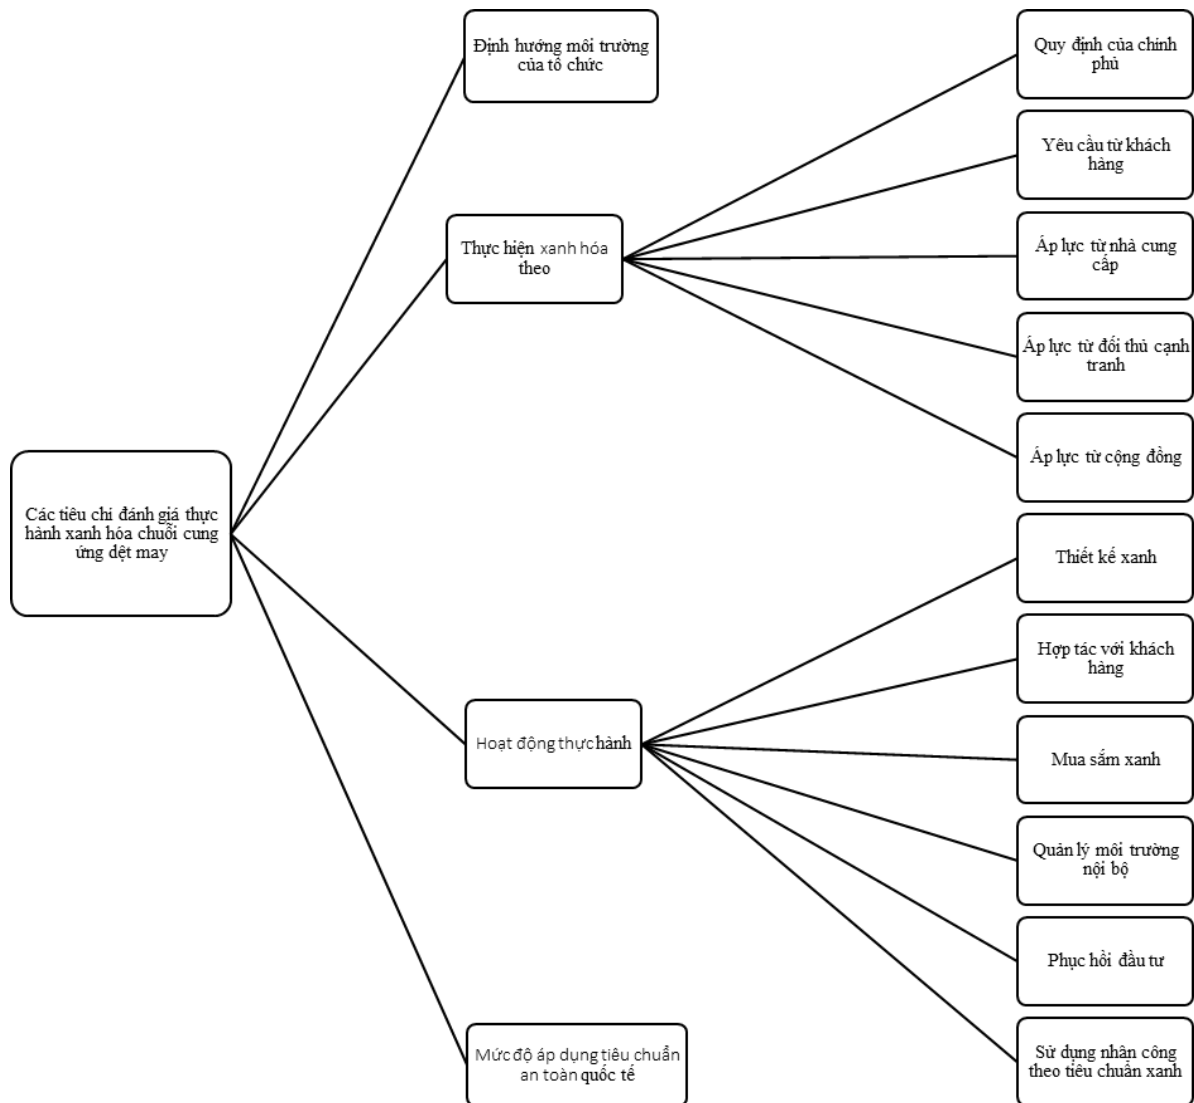 Các tiêu chí đánh giá thực
hành xanh hóa chuỗi cung
ứng dệt may
Định hướng môi trường
của tổ chức
Thực hiện xanh hóa
theo
Quy định của chính
phủ
Yêu cầu từ khách
hàng
Áp lực từ nhà cung
cấp
Áp lực từ đối thủ cạnh
tranh
Áp lực từ cộng đồng
Hoạt động thực hành
Thiết kế xanh
Hợp tác với khách
hàng
Mua sắm xanh
Quản lý môi trường
nội bộ
Phục hồi đầu tư
Sử dụng nhân công
theo tiêu chuẩn xanh
Mức độ áp dụng tiêu chuẩn
an toàn quốc tế